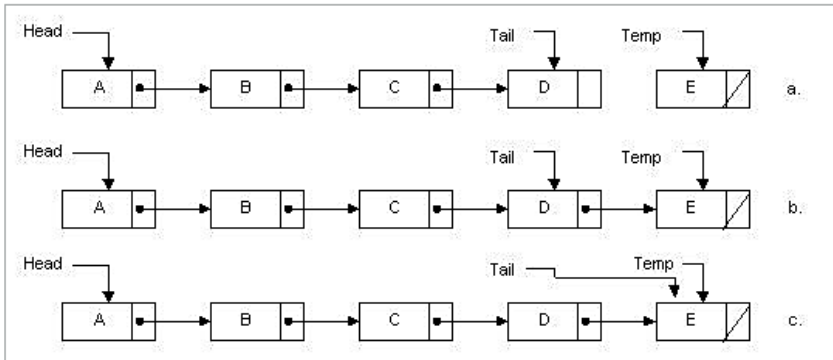 Head Tail Temp
A B C D E a.
Head Tail Temp
A B C D E b.
Head Tail Temp
A B C D E c.